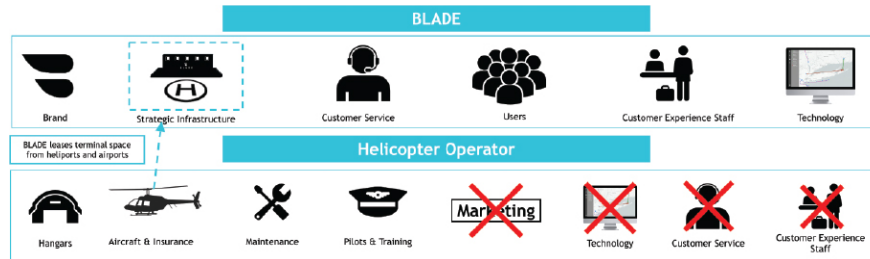 BLADE
H
Brand
Strategic Infrastructure
Customer Service
Users
Customer Experience Staff
Technology
BLADE leases terminal space
from heliports and airports
Helicopter Operator
Marketing
Hangars
Aircraft & Insurance
Maintenance
Pilots & Training
Technology
Customer Service
Customer Experience
Staff